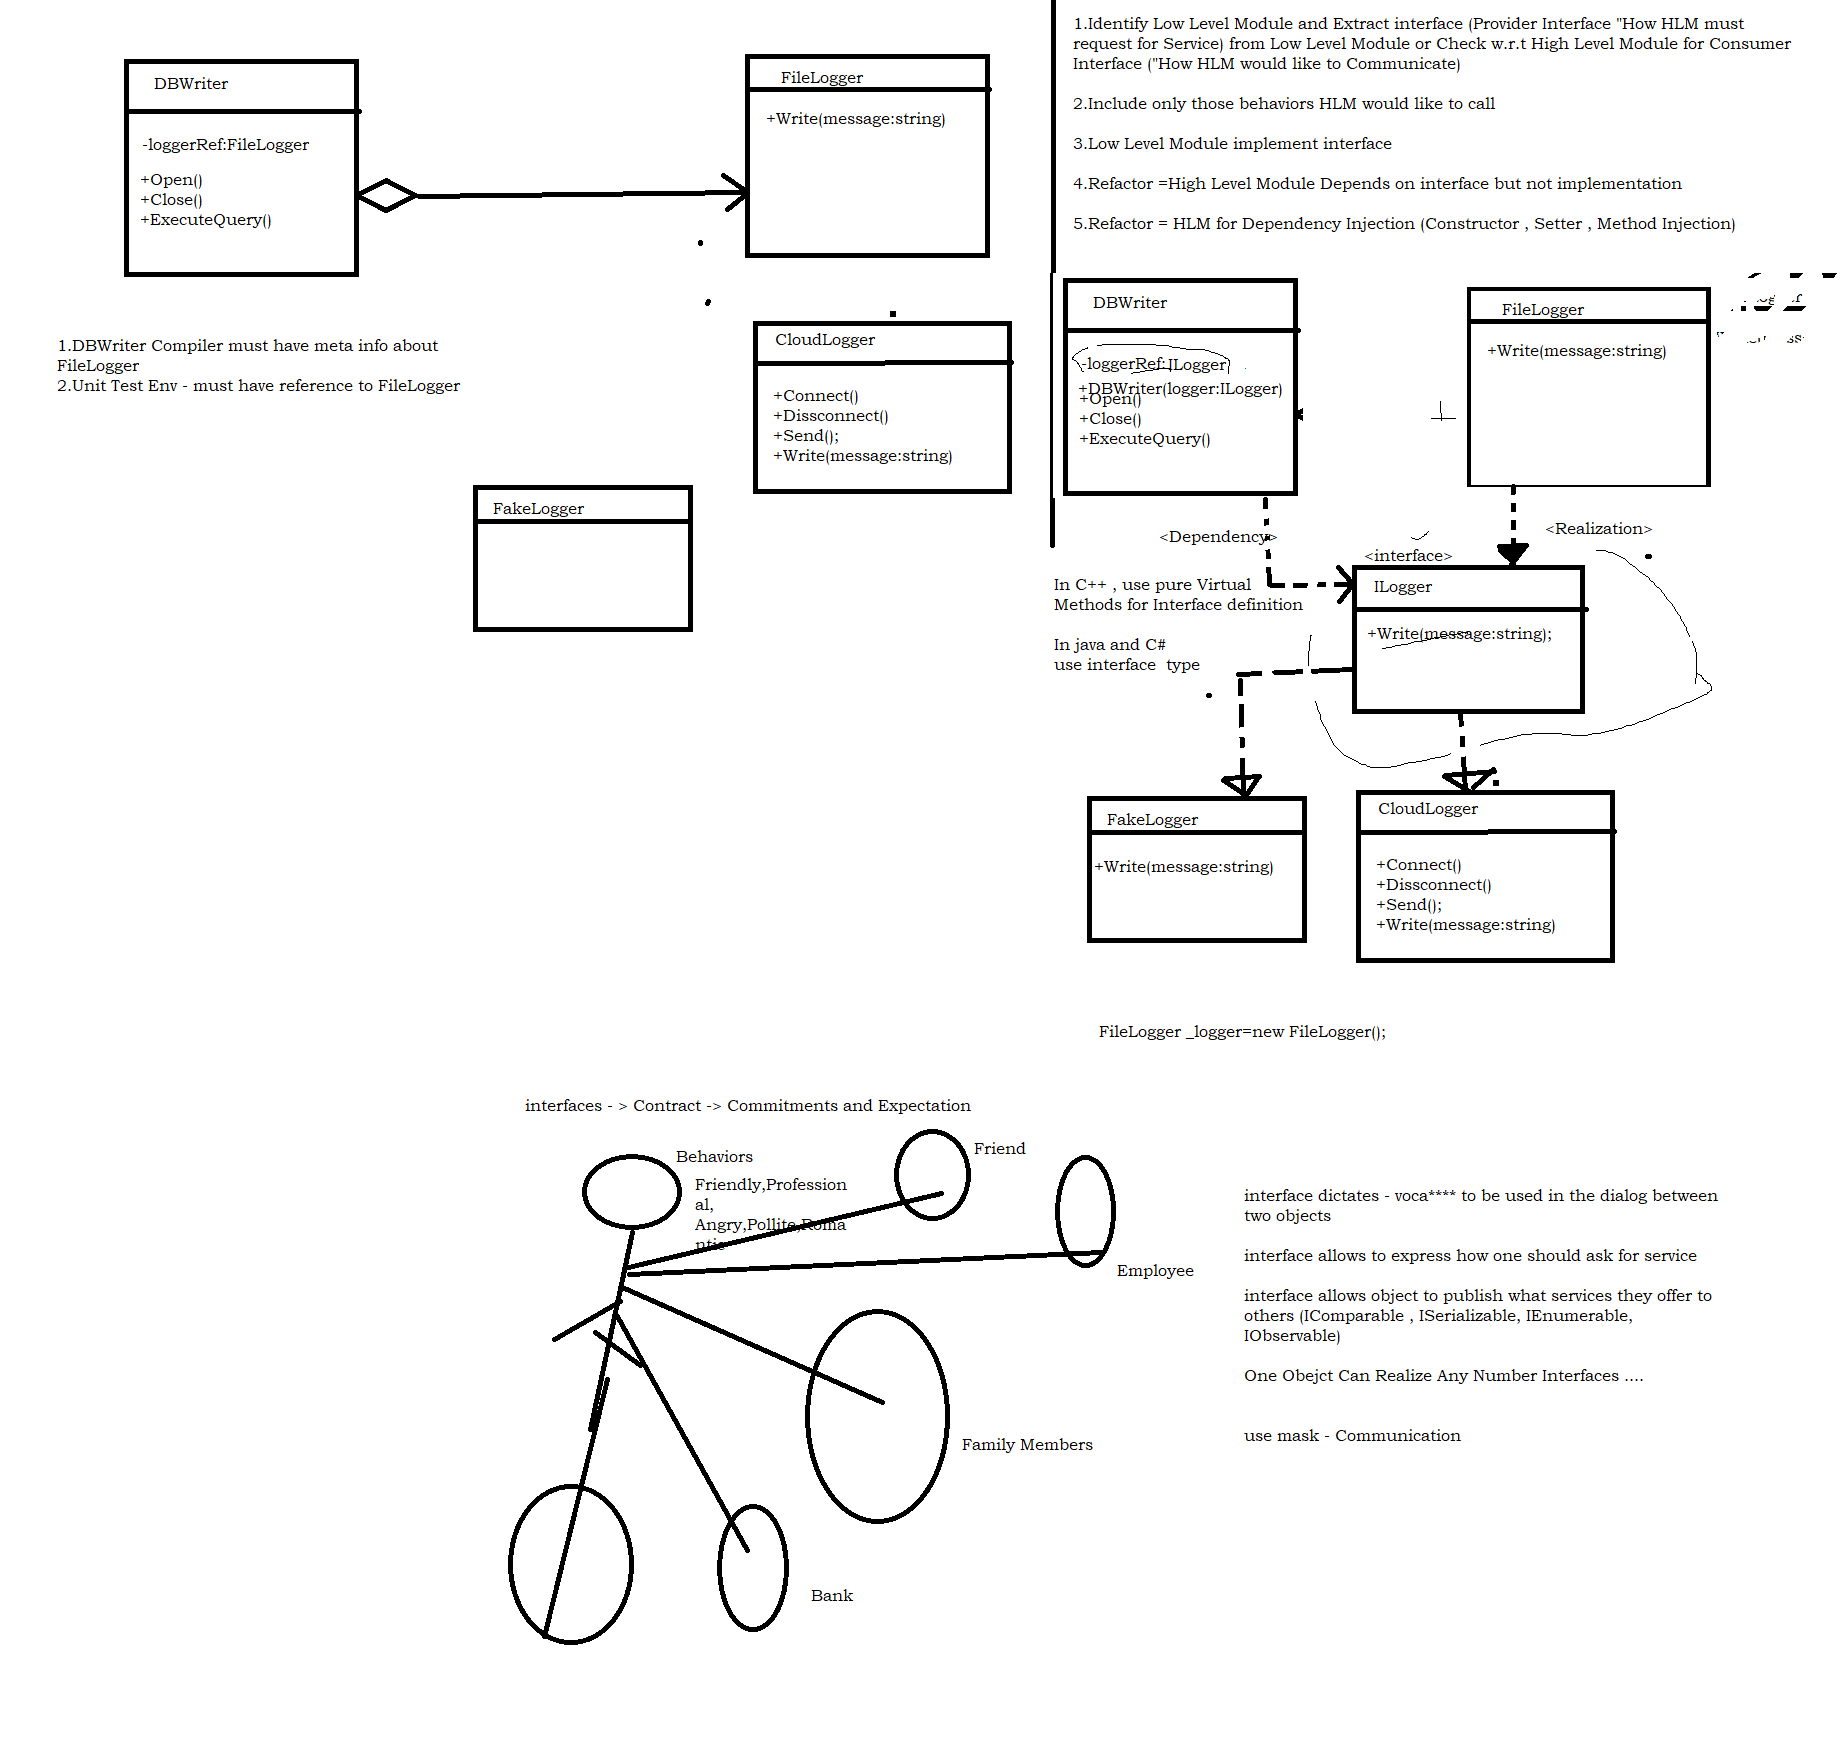 DBWriter
-loggerRef:FileLogger
+Open()
+Close()
+ExecuteQuery()
FileLogger
+Write(message:string)
1.DBWriter Compiler must have meta info about
FileLogger
2.Unit Test Env - must have reference to FileLogger
CloudLogger
+Connect()
+Dissconnect()
+Send();
+Write(message:string)
FakeLogger
1.Identify Low Level Module and Extract interface (Provider Interface "How HLM must
request for Service) from Low Level Module or Check w.r.t High Level Module for Consumer
Interface ("How HLM would like to Communicate)
2.Include only those behaviors HLM would like to call
3.Low Level Module implement interface
4.Refactor =High Level Module Depends on interface but not implementation
5.Refactor = HLM for Dependency Injection (Constructor , Setter , Method Injection)
DBWriter
-loggerRef:ILogger
+DBWriter(logger:ILogger)
+Open()
+Close()
+ExecuteQuery()
FileLogger
+Write(message:string)
<Dependency>
<Realization>
<interface>
ILogger
+Write(message:string);
In C++ , use pure Virtual
Methods for Interface definition
In java and C#
use interface type
FakeLogger
+Write(message:string)
CloudLogger
+Connect()
+Dissconnect()
+Send();
+Write(message:string)
FileLogger _logger=new FileLogger();
interfaces - > Contract -> Commitments and Expectation
Behaviors
Friendly,Profession
al,
Angry,Pollite,Roma
ntic
Friend
Employee
Family Members
Bank
interface dictates - voca**** to be used in the dialog between
two objects
interface allows to express how one should ask for service
interface allows object to publish what services they offer to
others (IComparable , ISerializable, IEnumerable,
IObservable)
One Obejct Can Realize Any Number Interfaces ....
use mask - Communication